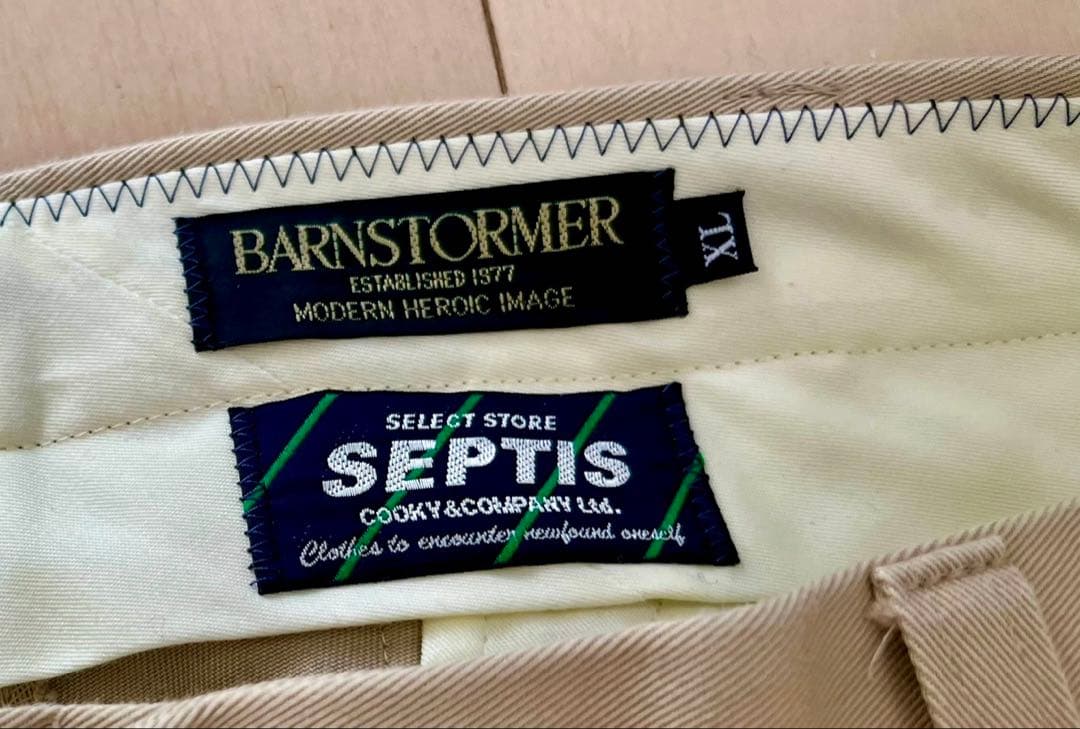 BARNSTORMER
ESTABLISHED 1977
MODERN HEROIC IMAGE
XL
SELECT STORE
SEPTIS
COOKY&COMPANY Ltd.
Clothes to encounter newfound oneself